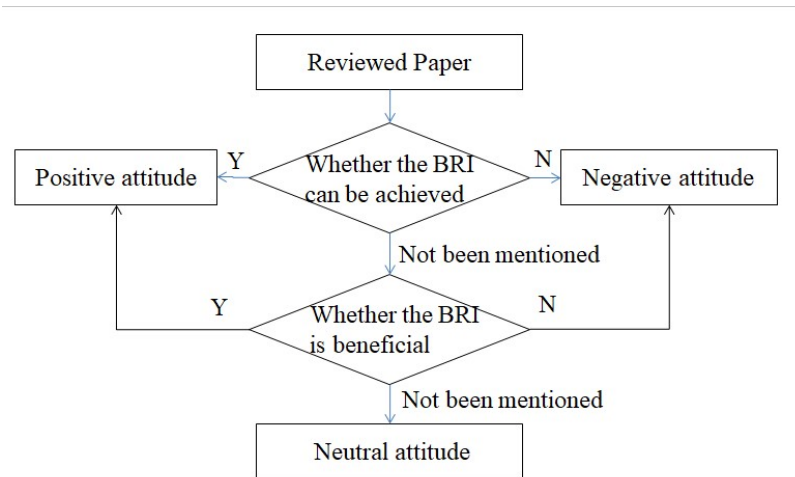 Reviewed Paper
Y
Whether the BRI
can be achieved
N
Positive attitude
Negative attitude
Not been mentioned
Y
Whether the BRI
is beneficial
N
Not been mentioned
Neutral attitude